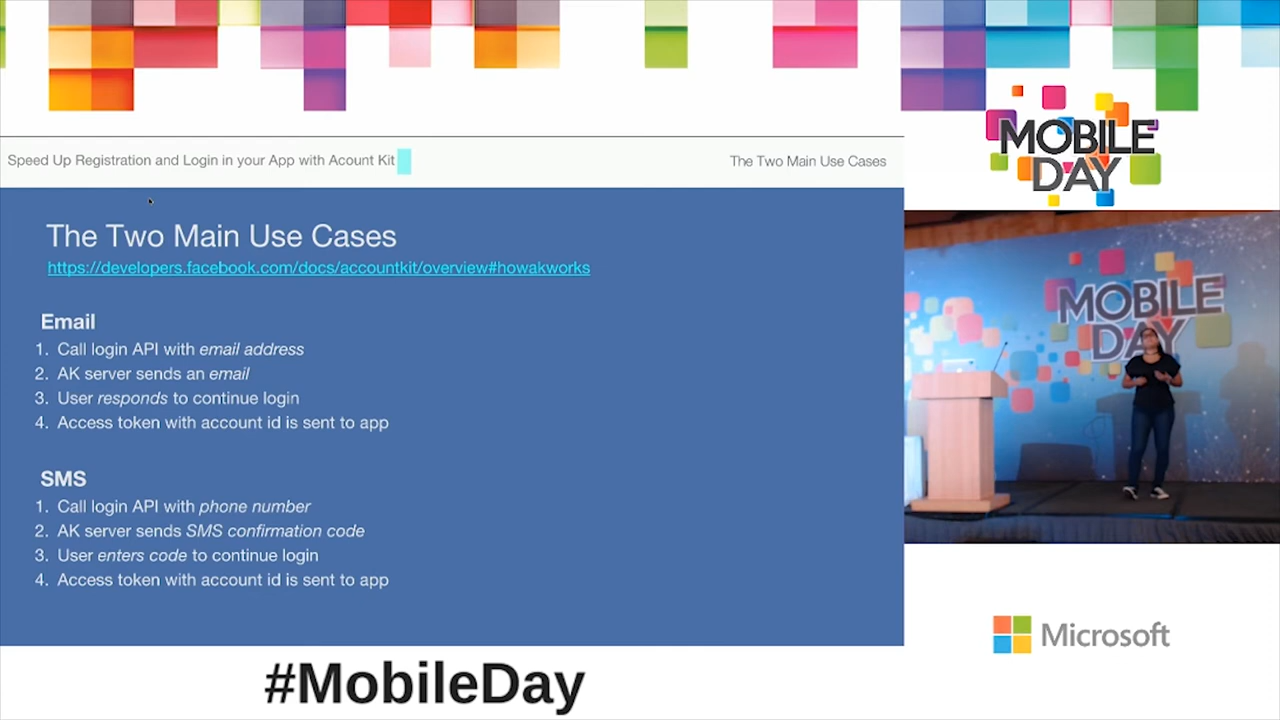 Speed Up Registration and Login in your App with Acount Kit
The Two Main Use Cases
The Two Main Use Cases
https://developers.facebook.com/docs/accountkit/overview#howakworks
Email
1. Call login API with email address
2. AK server sends an email
3. User responds to continue login
4. Access token with account id is sent to app
SMS
1. Call login API with phone number
2. AK server sends SMS confirmation code
3. User enters code to continue login
4. Access token with account id is sent to app
MOBILE
DAY
MOBILE
DAY
Microsoft
#MobileDay